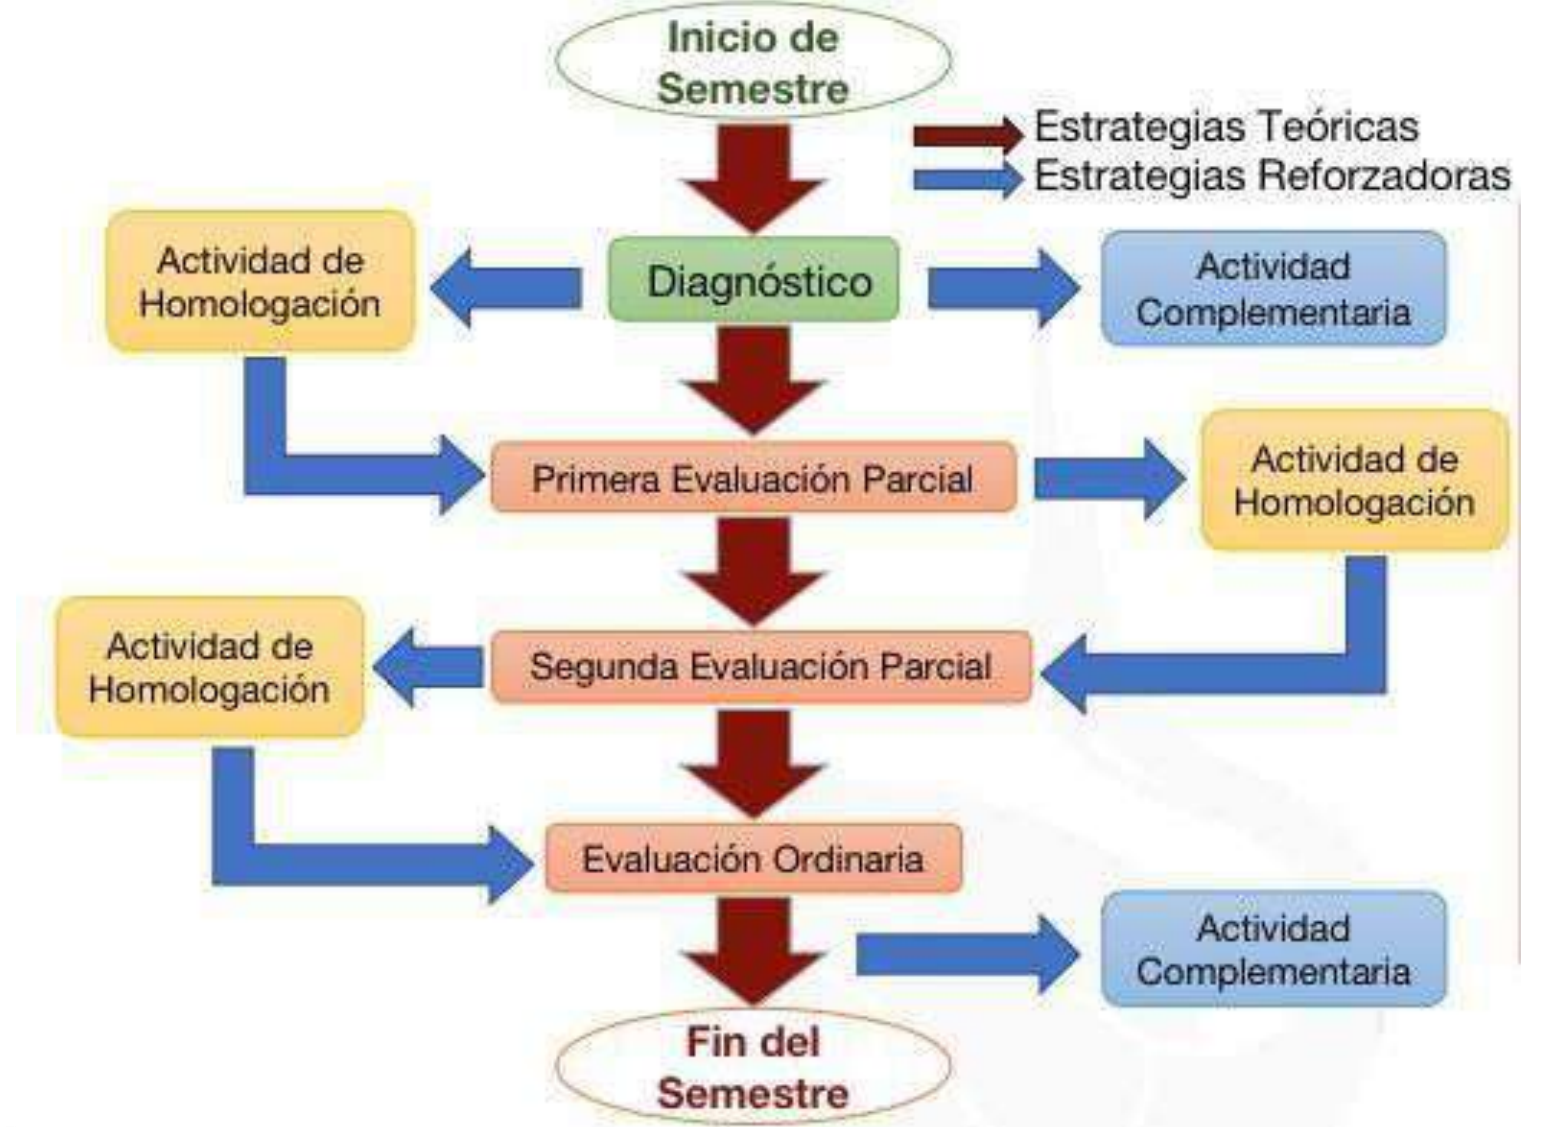 Inicio de
Semestre
Estrategias Teóricas
Estrategias Reforzadoras
Actividad de
Homologación
Diagnóstico
Actividad
Complementaria
Primera Evaluación Parcial
Actividad de
Homologación
Actividad de
Homologación
Segunda Evaluación Parcial
Evaluación Ordinaria
Actividad
Complementaria
Fin del
Semestre